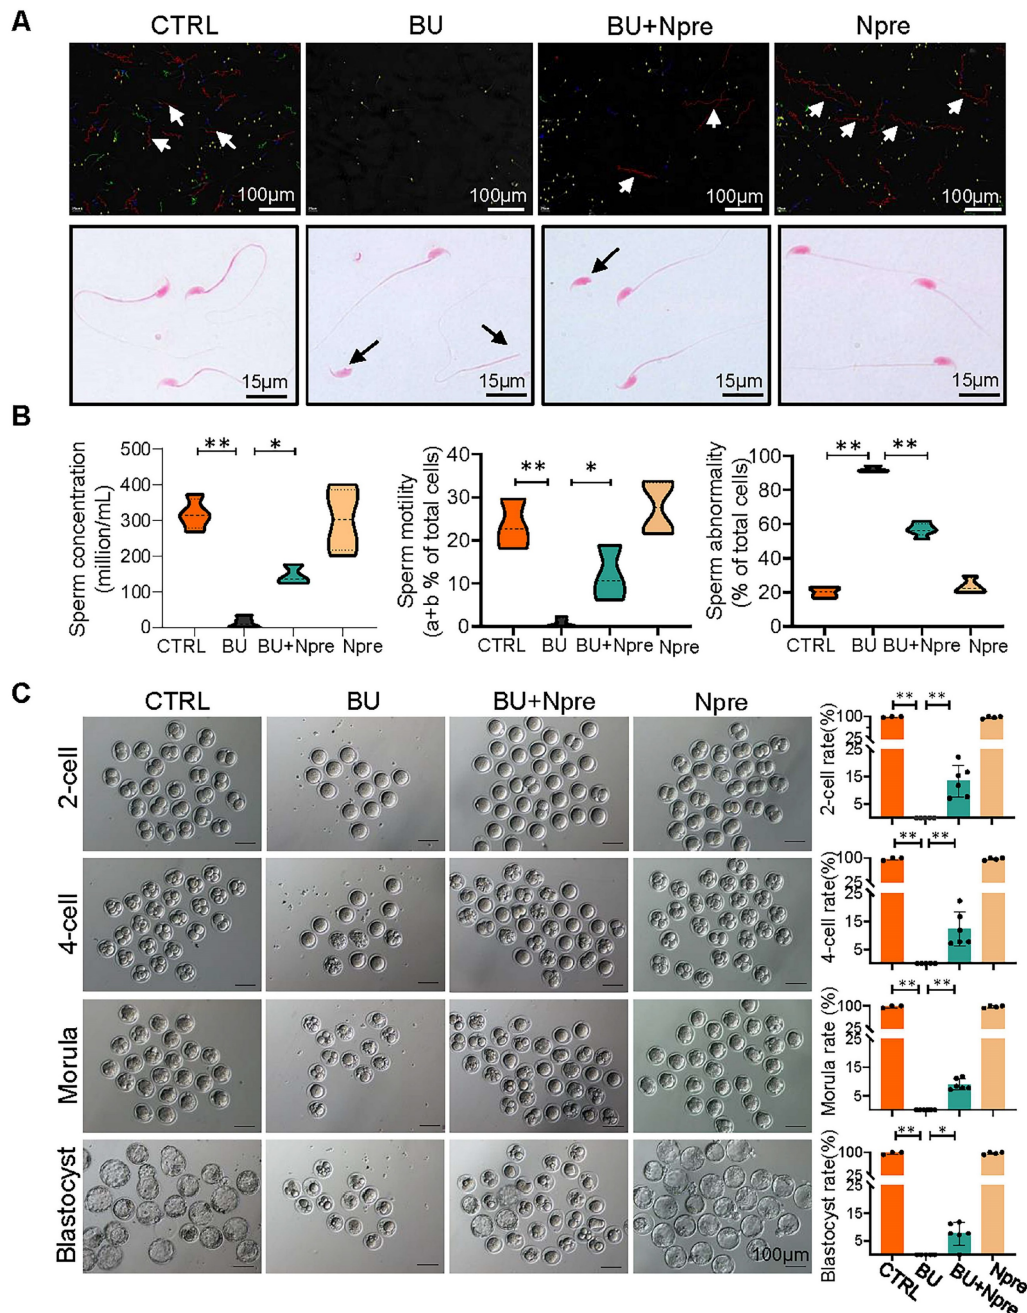 A
CTRL BU BU+Npre Npre
100µm 100µm 100µm 100µm
15µm 15µm 15µm 15µm
B
Sperm concentration
(million/mL)
500
400
300
200
100
0
** *
CTRL BU BU+Npre Npre
Sperm motility
(a+b % of total cells)
40
30
20
10
0
** *
CTRL BU BU+Npre Npre
Sperm abnormality
(% of total cells)
100
80
60
40
20
0
** **
CTRL BU BU+Npre Npre
C
CTRL BU BU+Npre Npre
2-cell
2-cell rate(%)
100
25
25
15
5
** **
4-cell
4-cell rate(%)
100
25
25
15
5
** **
Morula
Morula rate (%)
100
25
25
15
5
** **
Blastocyst
100µm
Blastocyst rate(%)
100
25
25
15
5
** *
CTRL BU BU+Npre Npre